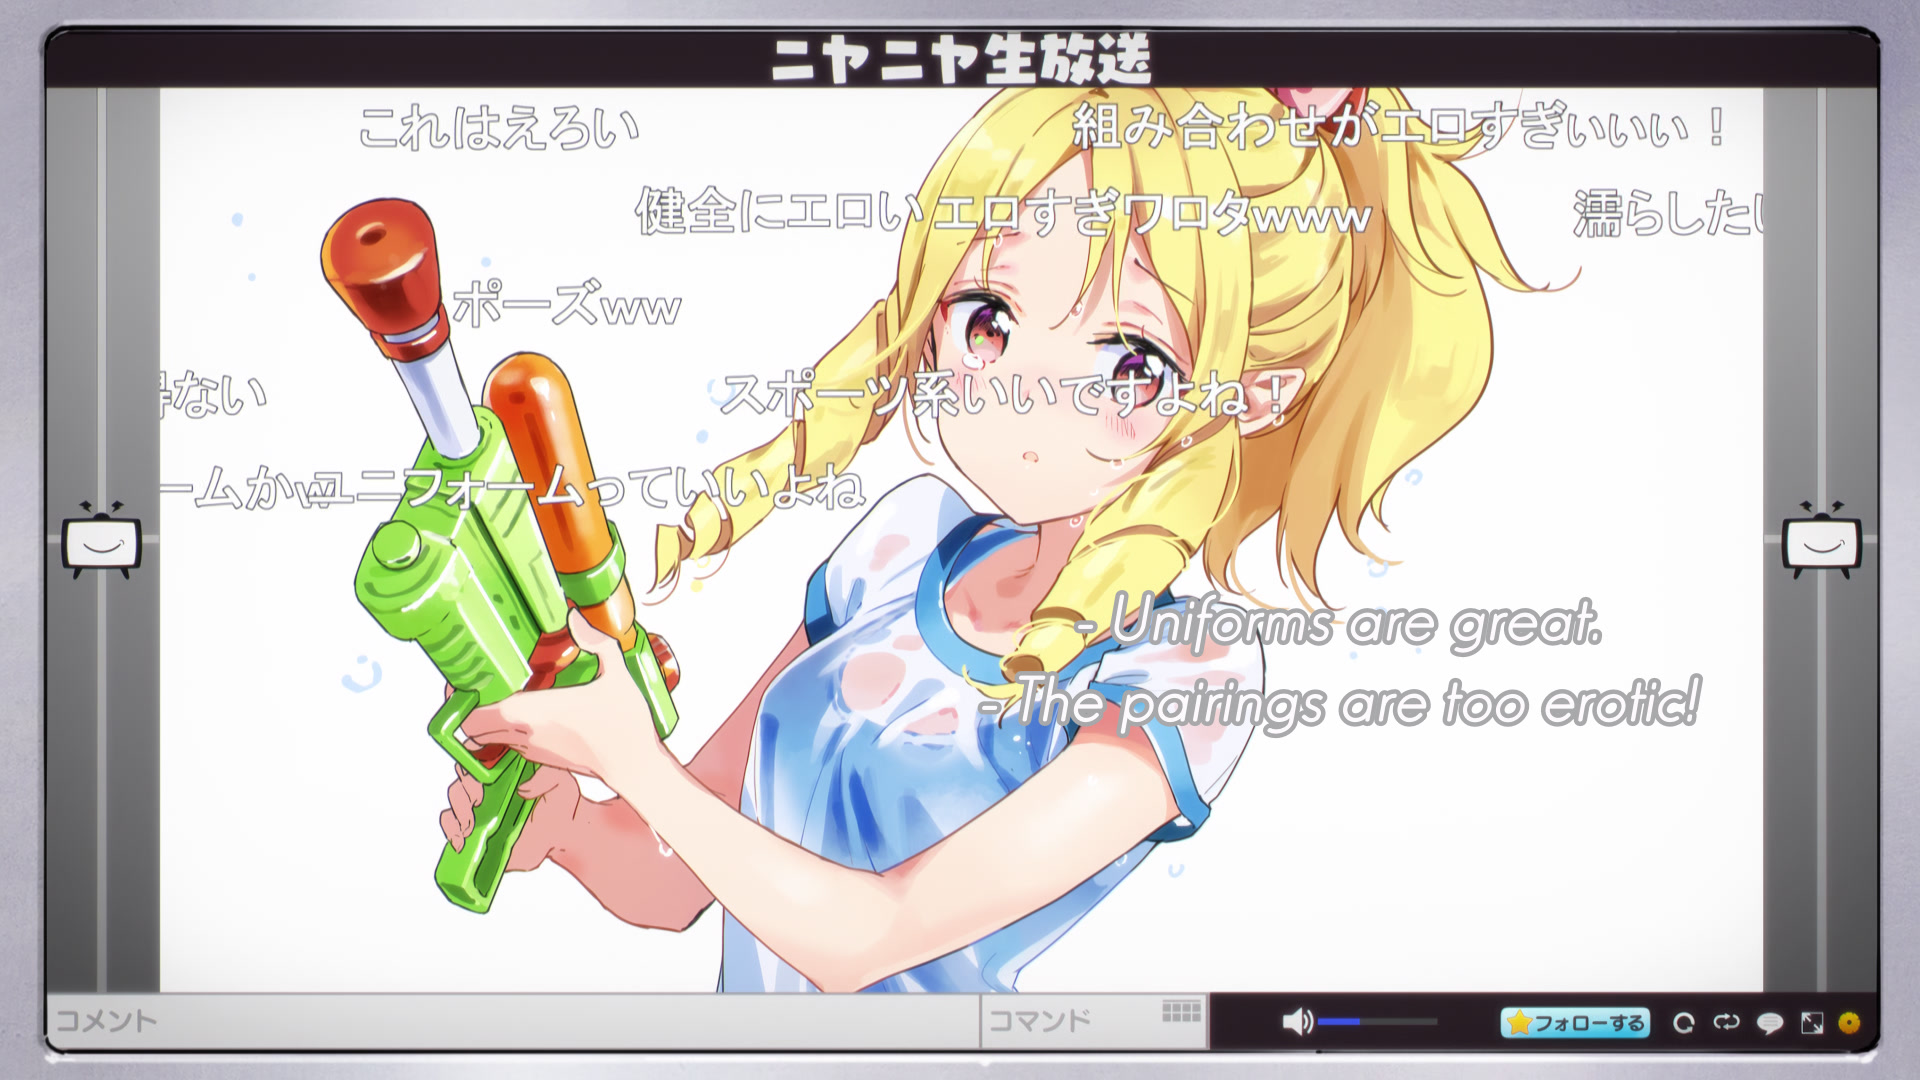 ニヤニヤ生放送
これはえろい
組み合わせがエロすぎぃぃぃ！
健全にエロい
エロすぎワロタwww
濡らしたい
ポーズww
得ない
スポーツ系いいですよね！
ームかw
ユニフォームっていいよね
- Uniforms are great.
- The pairings are too erotic!
コメント
コマンド
フォローする